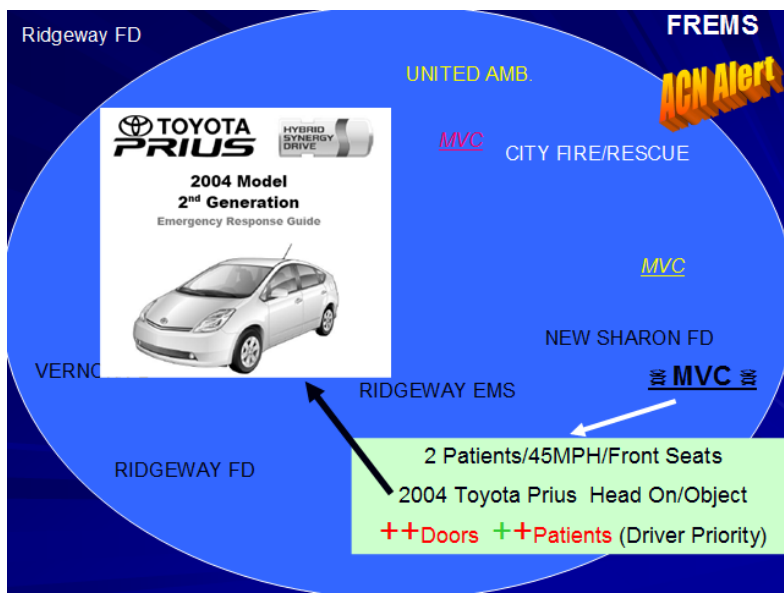 Ridgeway FD
FREMS
ACN Alert
UNITED AMB.
MVC
CITY FIRE/RESCUE
TOYOTA
PRIUS
HYBRID
SYNERGY
DRIVE
2004 Model
2nd Generation
Emergency Response Guide
MVC
NEW SHARON FD
MVC
RIDGEWAY EMS
RIDGEWAY FD
2 Patients/45MPH/Front Seats
2004 Toyota Prius Head On/Object
++Doors ++Patients (Driver Priority)